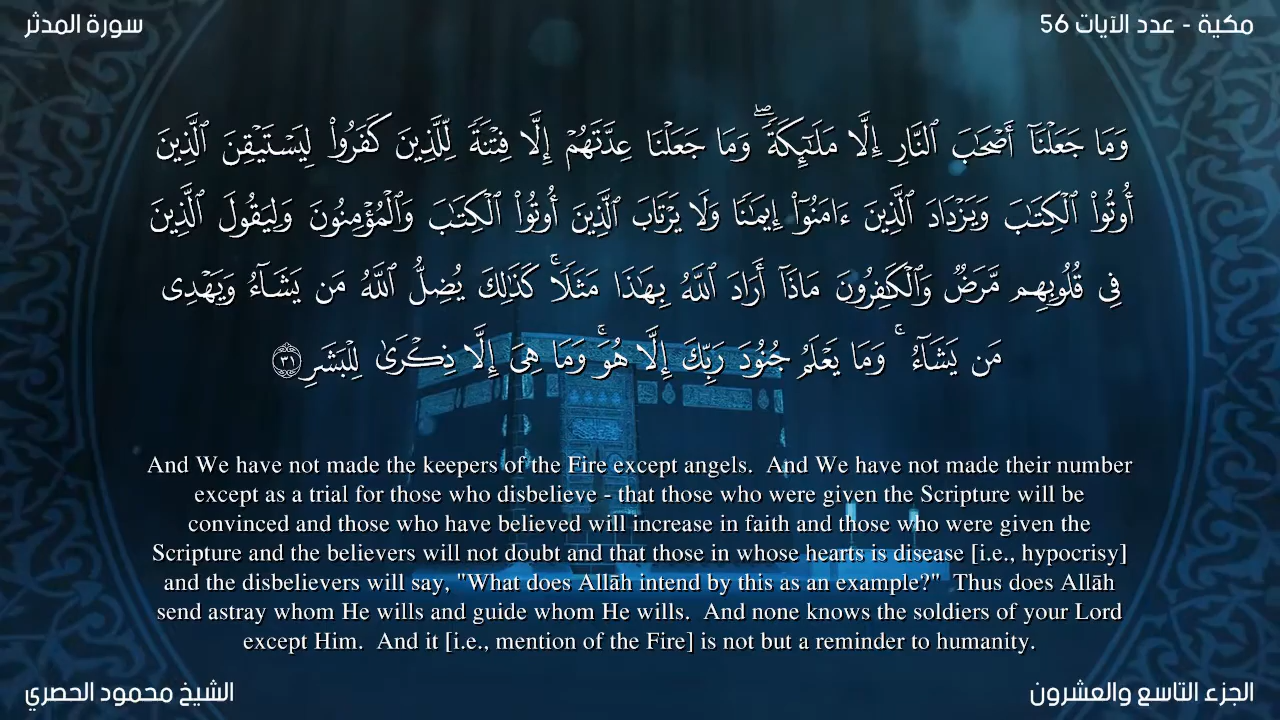 سورة المدثر
مكية - عدد الآيات 56
وَمَا جَعَلْنَآ أَصْحَٰبَ ٱلنَّارِ إِلَّا مَلَٰٓئِكَةًۖ وَمَا جَعَلْنَا عِدَّتَهُمْ إِلَّا فِتْنَةً لِّلَّذِينَ كَفَرُوا۟ لِيَسْتَيْقِنَ ٱلَّذِينَ
أُوتُوا۟ ٱلْكِتَٰبَ وَيَزْدَادَ ٱلَّذِينَ ءَامَنُوٓا۟ إِيمَٰنًا وَلَا يَرْتَابَ ٱلَّذِينَ أُوتُوا۟ ٱلْكِتَٰبَ وَٱلْمُؤْمِنُونَ وَلِيَقُولَ ٱلَّذِينَ
فِى قُلُوبِهِم مَّرَضٌ وَٱلْكَٰفِرُونَ مَاذَآ أَرَادَ ٱللَّهُ بِهَٰذَا مَثَلًاۚ كَذَٰلِكَ يُضِلُّ ٱللَّهُ مَن يَشَآءُ وَيَهْدِى
مَن يَشَآءُۚ وَمَا يَعْلَمُ جُنُودَ رَبِّكَ إِلَّا هُوَۚ وَمَا هِىَ إِلَّا ذِكْرَىٰ لِلْبَشَرِ ٣١
And We have not made the keepers of the Fire except angels.  And We have not made their number
except as a trial for those who disbelieve - that those who were given the Scripture will be
convinced and those who have believed will increase in faith and those who were given the
Scripture and the believers will not doubt and that those in whose hearts is disease [i.e., hypocrisy]
and the disbelievers will say, "What does Allāh intend by this as an example?"  Thus does Allāh
send astray whom He wills and guide whom He wills.  And none knows the soldiers of your Lord
except Him.  And it [i.e., mention of the Fire] is not but a reminder to humanity.
الشيخ محمود الحصري
الجزء التاسع والعشرون